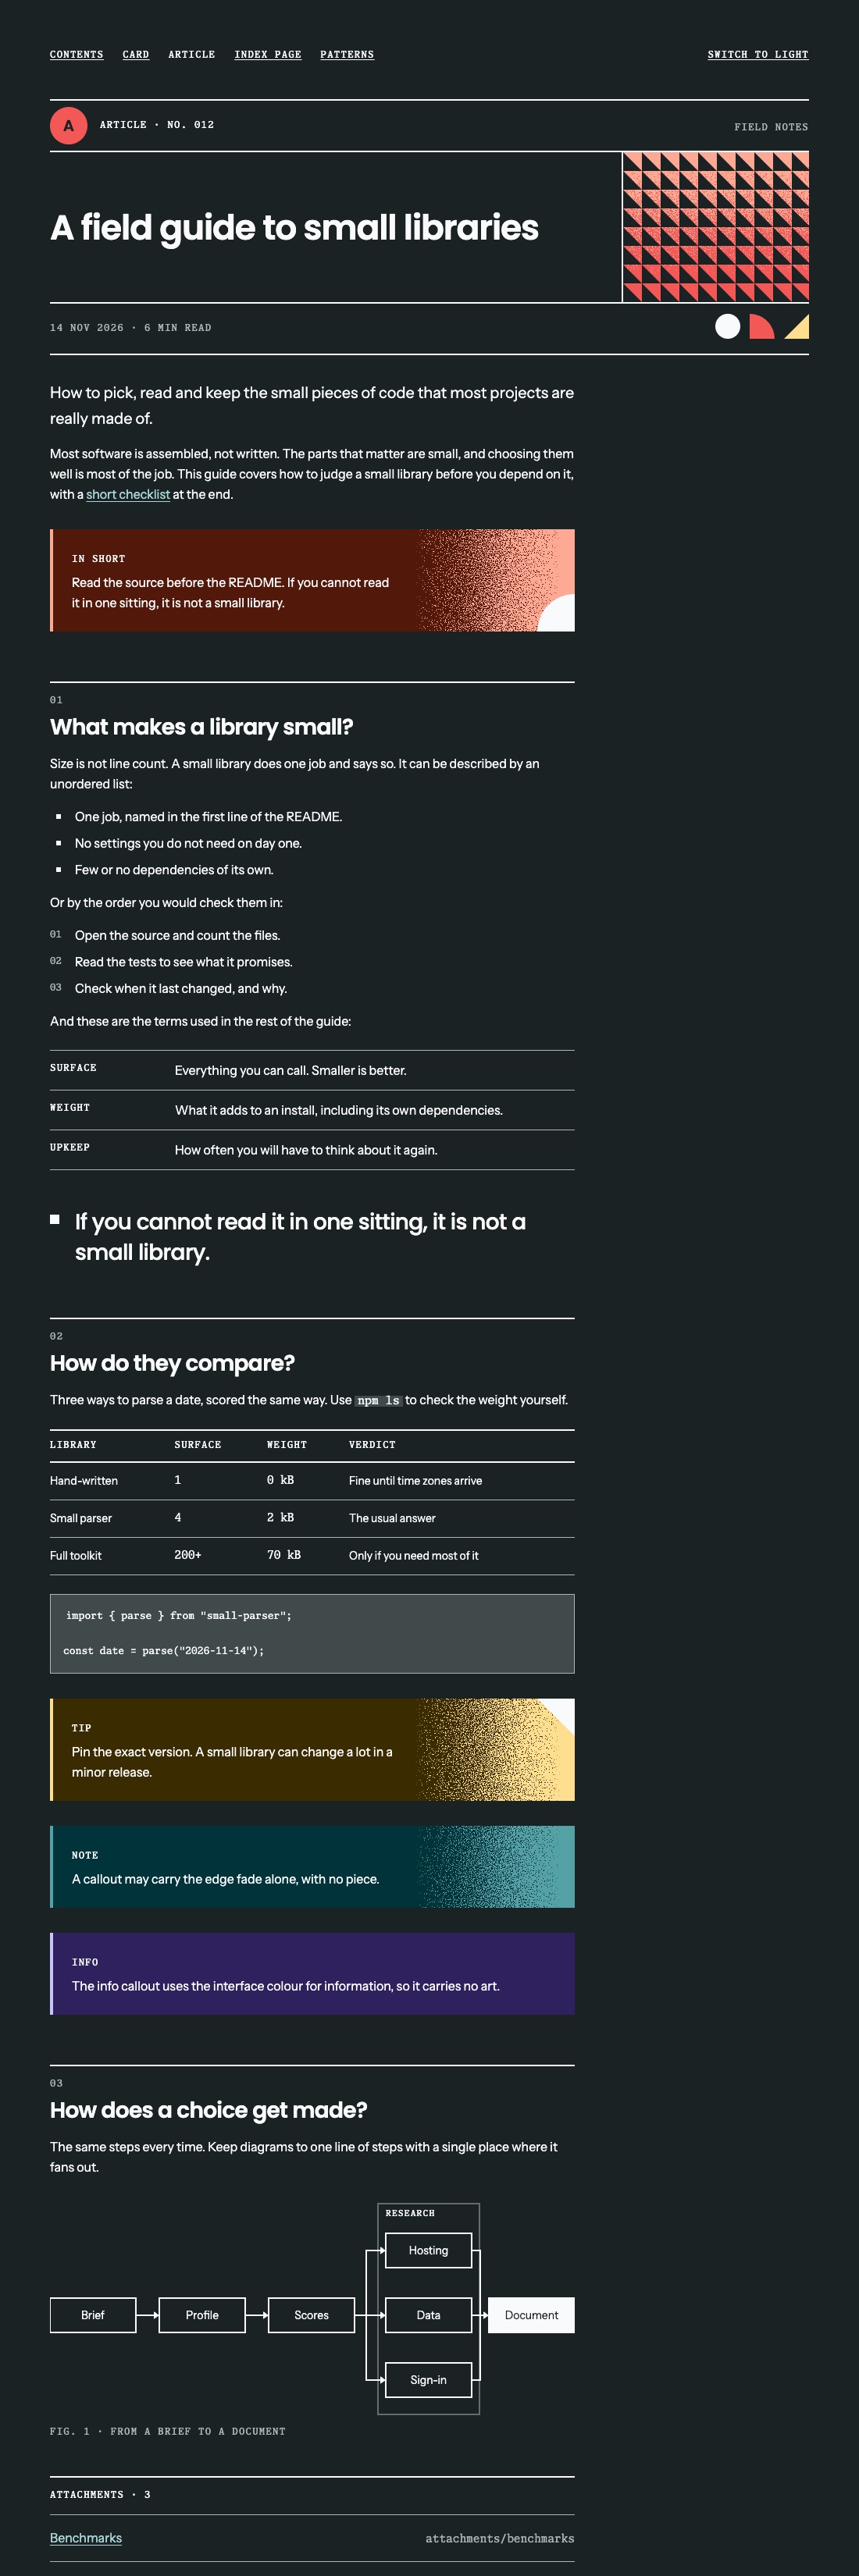 CONTENTS CARD ARTICLE INDEX PAGE PATTERNS SWITCH TO LIGHT
A ARTICLE · NO. 012 FIELD NOTES
A field guide to small libraries
14 NOV 2026 · 6 MIN READ
How to pick, read and keep the small pieces of code that most projects are
really made of.
Most software is assembled, not written. The parts that matter are small, and choosing them
well is most of the job. This guide covers how to judge a small library before you depend on it,
with a short checklist at the end.
IN SHORT
Read the source before the README. If you cannot read
it in one sitting, it is not a small library.
01
What makes a library small?
Size is not line count. A small library does one job and says so. It can be described by an
unordered list:
One job, named in the first line of the README.
No settings you do not need on day one.
Few or no dependencies of its own.
Or by the order you would check them in:
01 Open the source and count the files.
02 Read the tests to see what it promises.
03 Check when it last changed, and why.
And these are the terms used in the rest of the guide:
SURFACE Everything you can call. Smaller is better.
WEIGHT What it adds to an install, including its own dependencies.
UPKEEP How often you will have to think about it again.
If you cannot read it in one sitting, it is not a
small library.
02
How do they compare?
Three ways to parse a date, scored the same way. Use npm ls to check the weight yourself.
LIBRARY SURFACE WEIGHT VERDICT
Hand-written 1 0 kB Fine until time zones arrive
Small parser 4 2 kB The usual answer
Full toolkit 200+ 70 kB Only if you need most of it
import { parse } from "small-parser";
const date = parse("2026-11-14");
TIP
Pin the exact version. A small library can change a lot in a
minor release.
NOTE
A callout may carry the edge fade alone, with no piece.
INFO
The info callout uses the interface colour for information, so it carries no art.
03
How does a choice get made?
The same steps every time. Keep diagrams to one line of steps with a single place where it
fans out.
RESEARCH
Hosting
Brief Profile Scores Data Document
Sign-in
FIG. 1 · FROM A BRIEF TO A DOCUMENT
ATTACHMENTS · 3
Benchmarks attachments/benchmarks